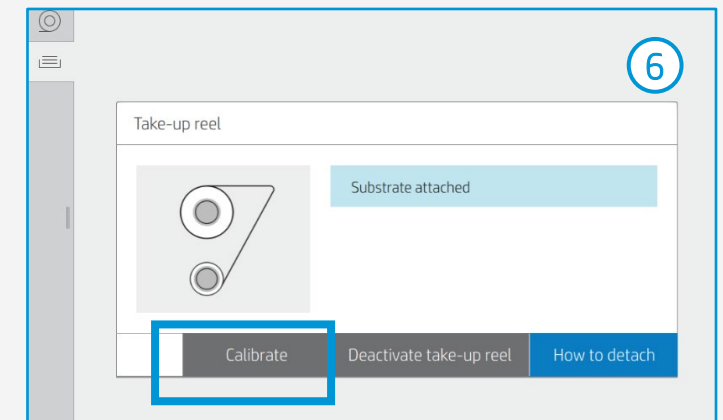 6
Take-up reel
Substrate attached
Calibrate
Deactivate take-up reel
How to detach